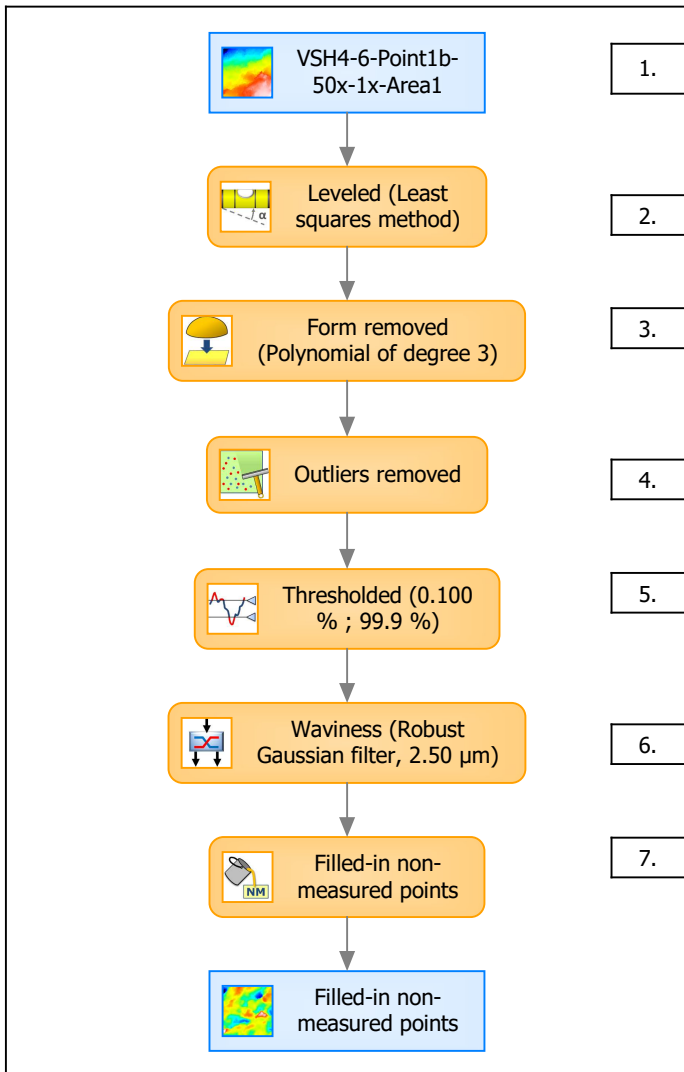 VSH4-6-Point1b-
50x-1x-Area1
1.
Leveled (Least
squares method)
α
2.
Form removed
(Polynomial of degree 3)
3.
Outliers removed
4.
Thresholded (0.100
% ; 99.9 %)
5.
Waviness (Robust
Gaussian filter, 2.50 µm)
6.
Filled-in non-
measured points
NM
7.
Filled-in non-
measured points